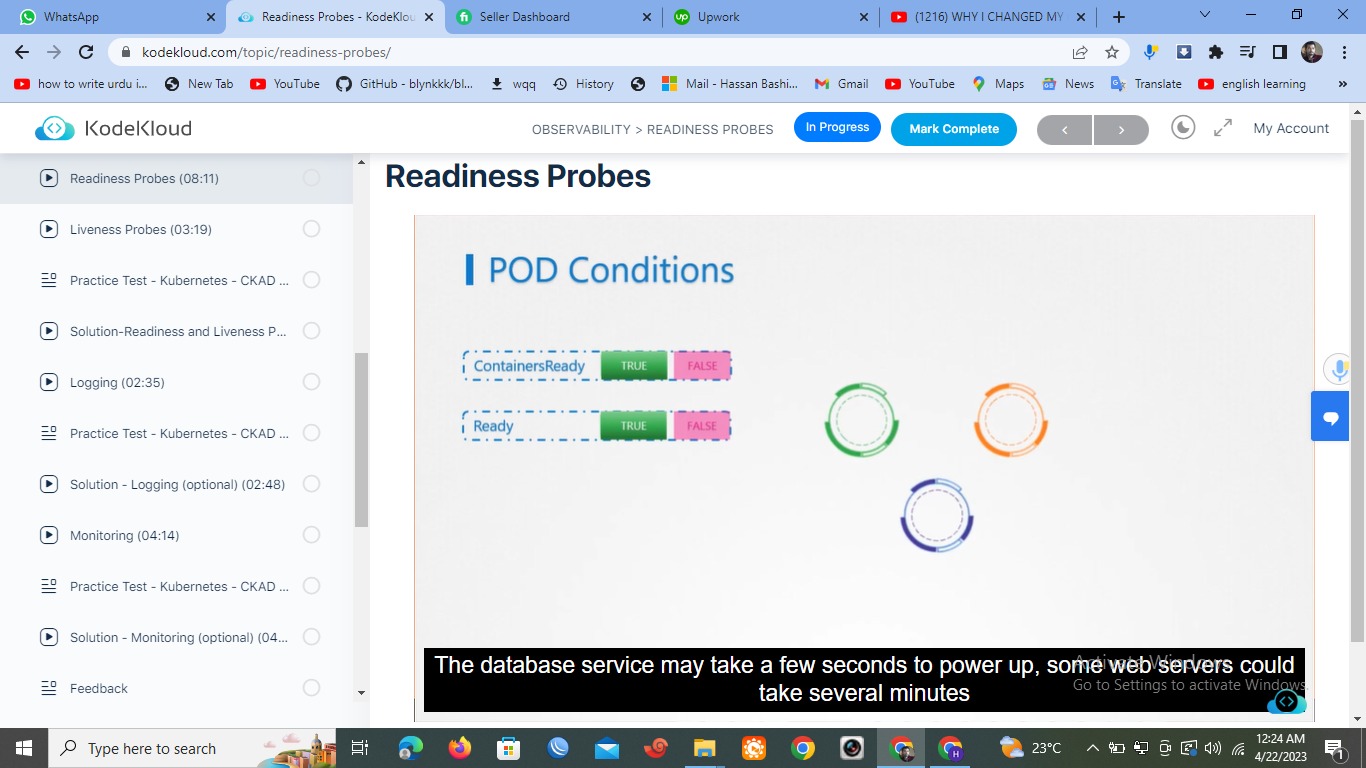 WhatsApp
Readiness Probes - KodeKlou
Seller Dashboard
Upwork
(1216) WHY I CHANGED MY
kodekloud.com/topic/readiness-probes/
how to write urdu i...
New Tab
YouTube
GitHub - blynkkk/bl...
wqq
History
Mail - Hassan Bashi...
Gmail
YouTube
Maps
News
Translate
english learning
KodeKloud
OBSERVABILITY > READINESS PROBES
In Progress
Mark Complete
My Account
Readiness Probes (08:11)
Liveness Probes (03:19)
Practice Test - Kubernetes - CKAD ...
Solution-Readiness and Liveness P...
Logging (02:35)
Practice Test - Kubernetes - CKAD ...
Solution - Logging (optional) (02:48)
Monitoring (04:14)
Practice Test - Kubernetes - CKAD ...
Solution - Monitoring (optional) (04...
Feedback
Readiness Probes
POD Conditions
ContainersReady TRUE FALSE
Ready TRUE FALSE
The database service may take a few seconds to power up, some web servers could
take several minutes
Activate Windows
Go to Settings to activate Windows.
Type here to search
23°C
12:24 AM
4/22/2023
1